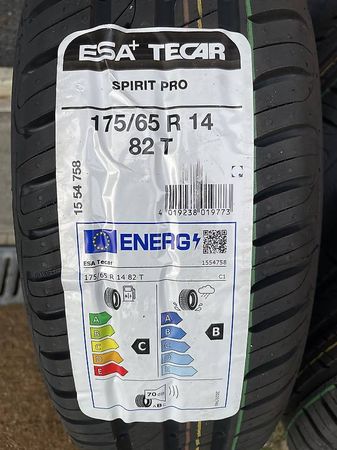 ESA+ TECAR
SPIRIT PRO
175/65 R 14
82 T
15 54 758
4 019238 019773
ENERG
Esa Tecar
1554758
175/65 R 14 82 T
C1
A
B
C
D
E
C
A
B
C
D
E
B
70 dB
B